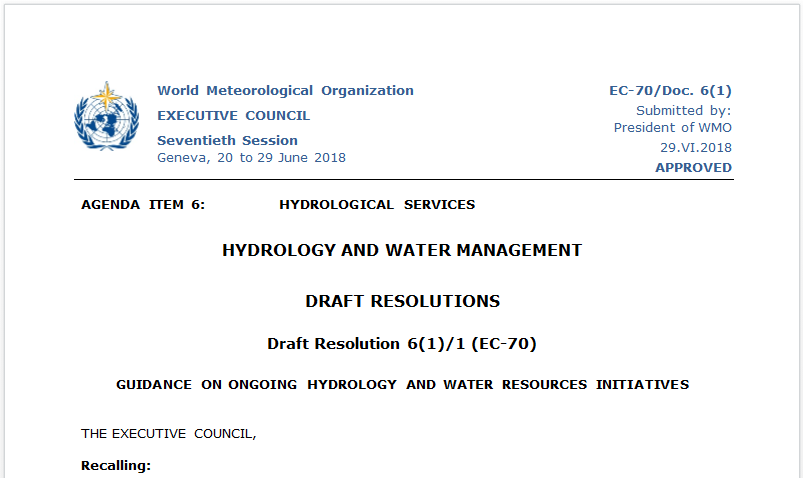 World Meteorological Organization
EXECUTIVE COUNCIL
Seventieth Session
Geneva, 20 to 29 June 2018
EC-70/Doc. 6(1)
Submitted by:
President of WMO
29.VI.2018
APPROVED
AGENDA ITEM 6: HYDROLOGICAL SERVICES
HYDROLOGY AND WATER MANAGEMENT
DRAFT RESOLUTIONS
Draft Resolution 6(1)/1 (EC-70)
GUIDANCE ON ONGOING HYDROLOGY AND WATER RESOURCES INITIATIVES
THE EXECUTIVE COUNCIL,
Recalling: